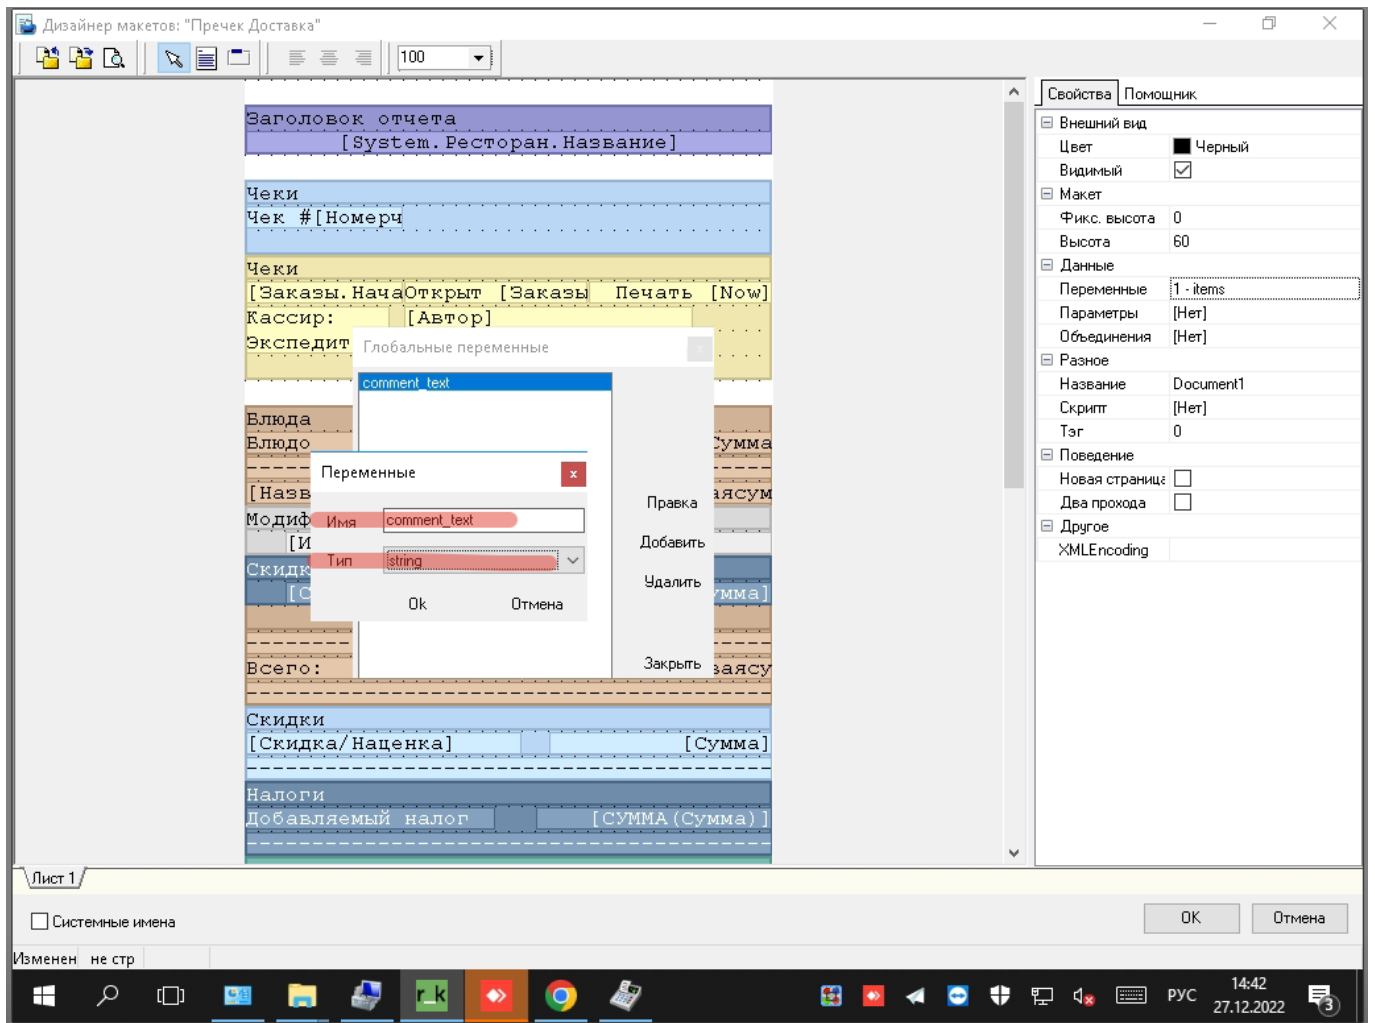 Дизайнер макетов: "Пречек Доставка"
100
Заголовок отчета
[System.Ресторан.Название]
Чеки
Чек #[Номерч
Чеки
[Заказы.НачаОткрыт [Заказы Печать [Now]
Кассир: [Автор]
Экспедит
Глобальные переменные
x
comment_text
Блюда
Блюдо
Сумма
[Назв
аясум
Модиф
[И
Скидк
[С
умма]
Переменные
x
Имя comment_text
Тип string
Ok Отмена
Правка
Добавить
Удалить
Закрыть
Всего:
ваясу
Скидки
[Скидка/Наценка] [Сумма]
Налоги
Добавляемый налог [СУММА(Сумма)]
Свойства Помощник
Внешний вид
Цвет Черный
Видимый
Макет
Фикс. высота 0
Высота 60
Данные
Переменные 1 - items
Параметры [Нет]
Объединения [Нет]
Разное
Название Document1
Скрипт [Нет]
Тэг 0
Поведение
Новая страница
Два прохода
Другое
XMLEncoding
Лист 1
Системные имена
OK Отмена
Изменен не стр
r_k
РУС
14:42
27.12.2022
3